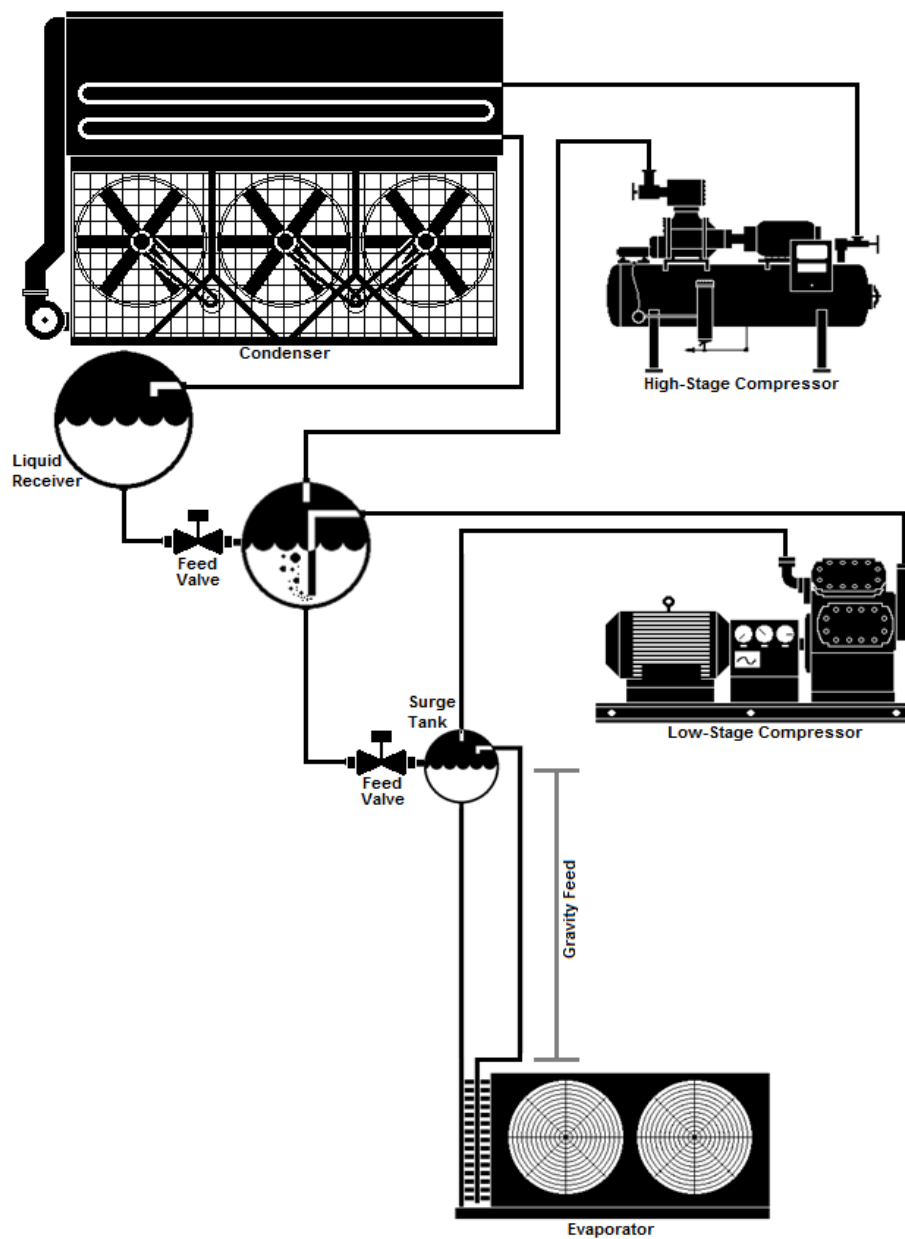 Condenser
High-Stage Compressor
Liquid
Receiver
Feed
Valve
Surge
Tank
Low-Stage Compressor
Feed
Valve
Gravity Feed
Evaporator